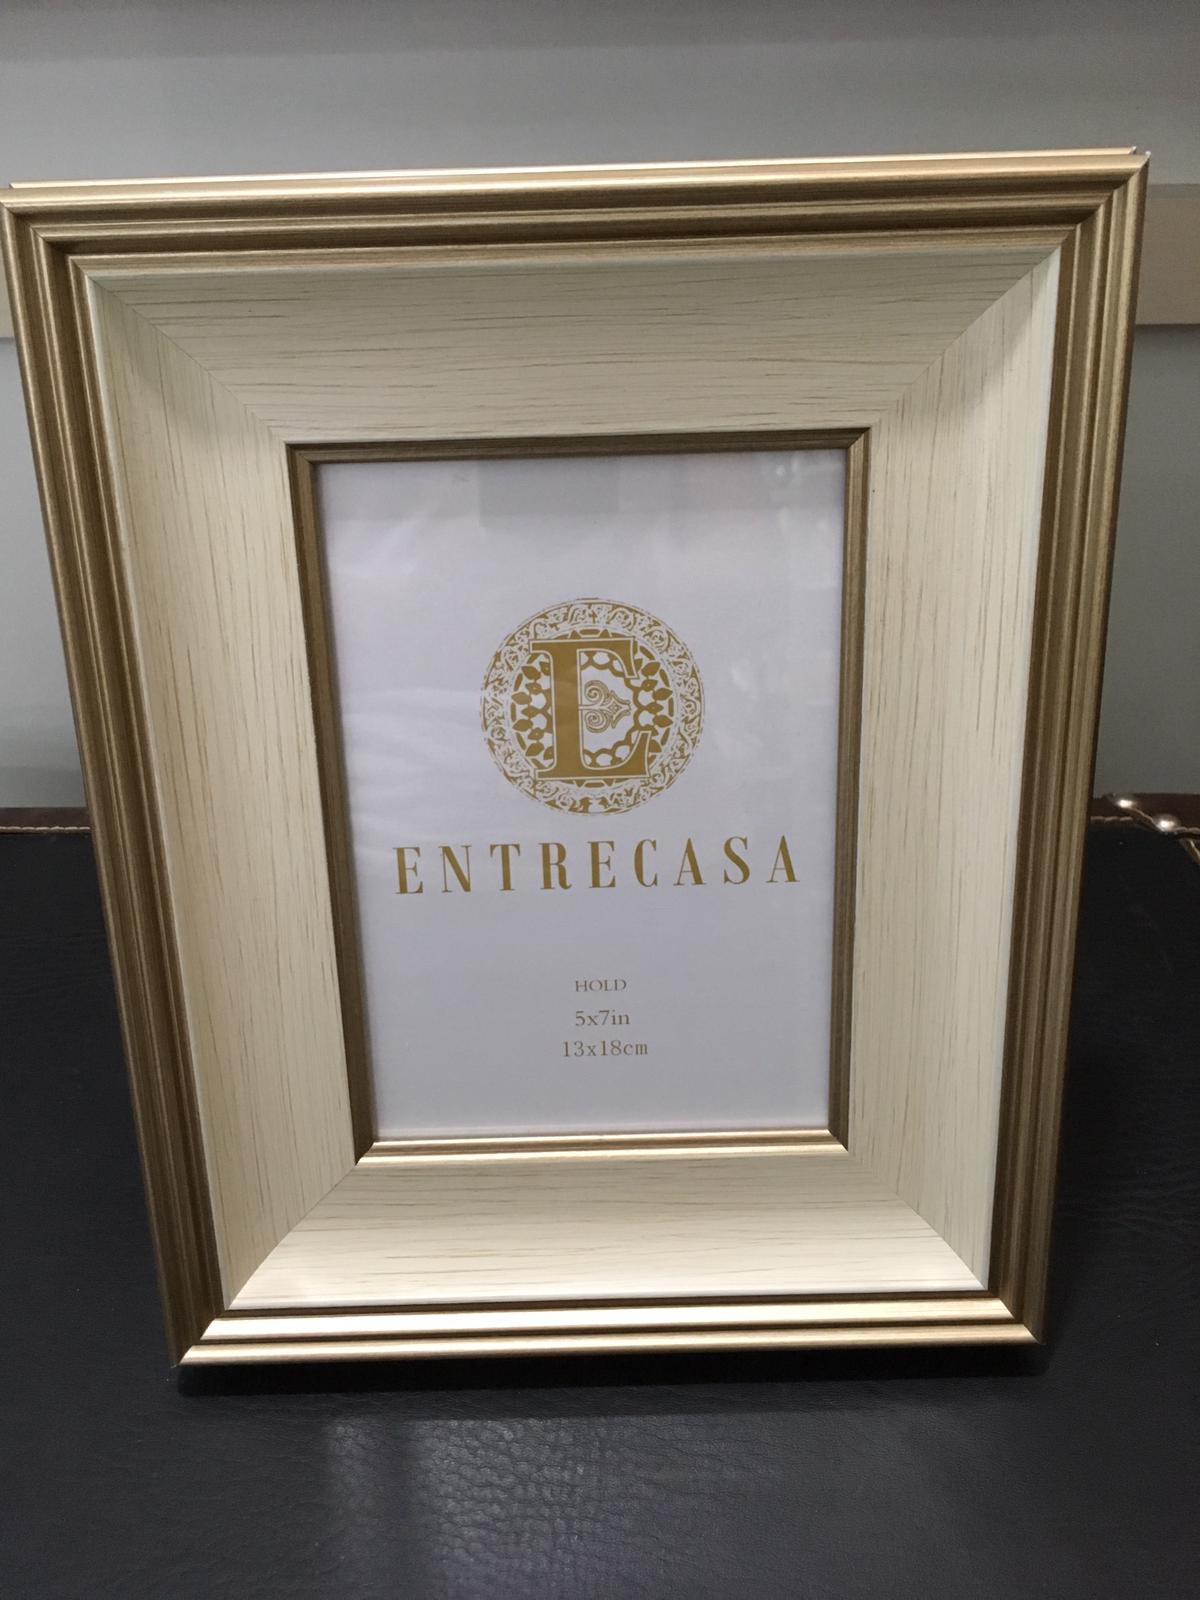 E
ENTRECASA
HOLD
5x7in
13x18cm